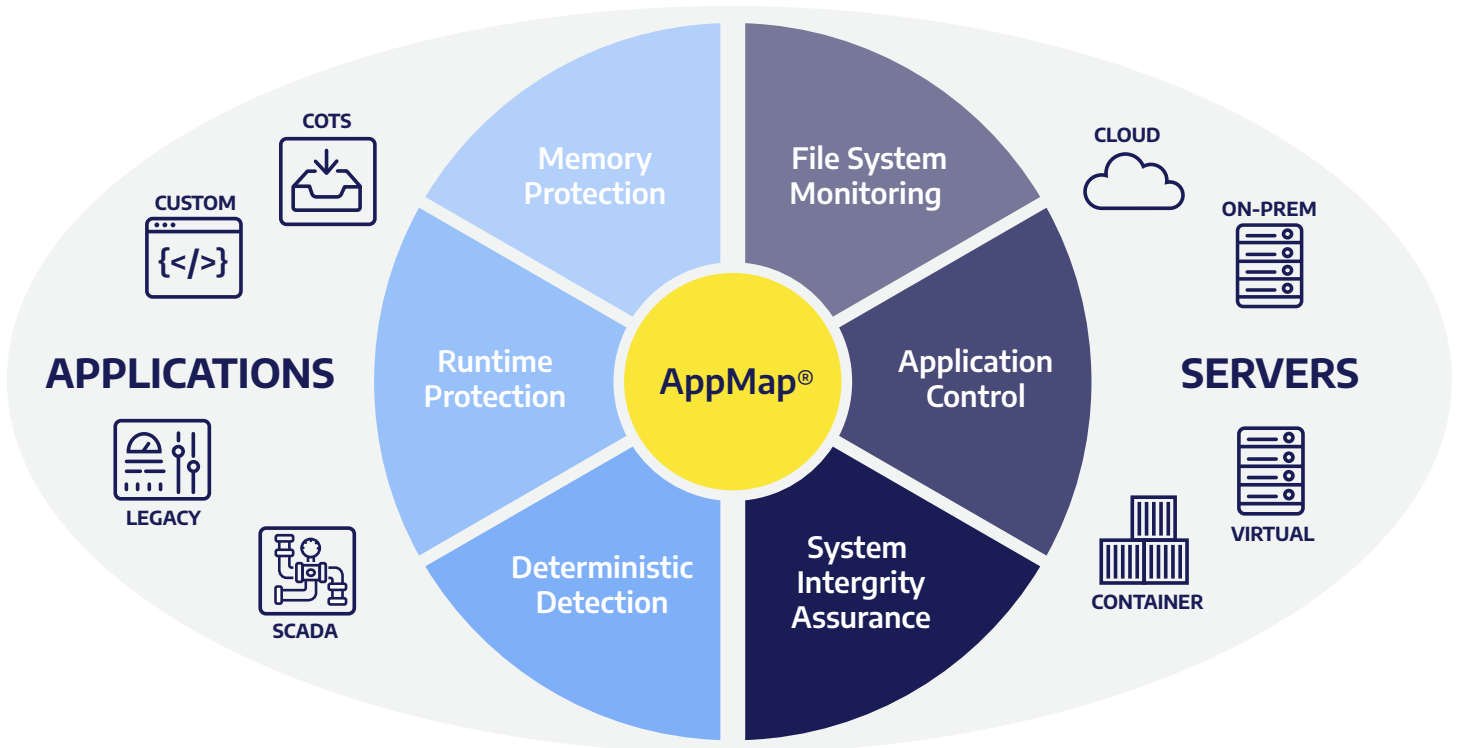 COTS
CUSTOM
{</>}
APPLICATIONS
LEGACY
SCADA
Memory
Protection
Runtime
Protection
Deterministic
Detection
AppMap®
File System
Monitoring
Application
Control
System
Intergrity
Assurance
CLOUD
ON-PREM
SERVERS
VIRTUAL
CONTAINER